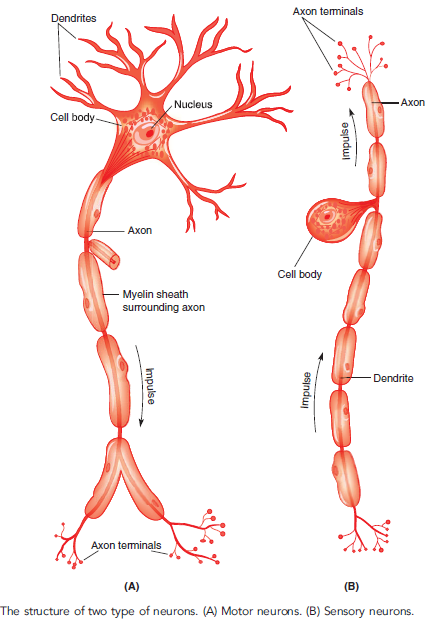 Dendrites
Nucleus
Cell body
Axon
Myelin sheath
surrounding axon
Impulse
Axon terminals
(A)
Axon terminals
Axon
Impulse
Cell body
Impulse
Dendrite
(B)
The structure of two type of neurons. (A) Motor neurons. (B) Sensory neurons.